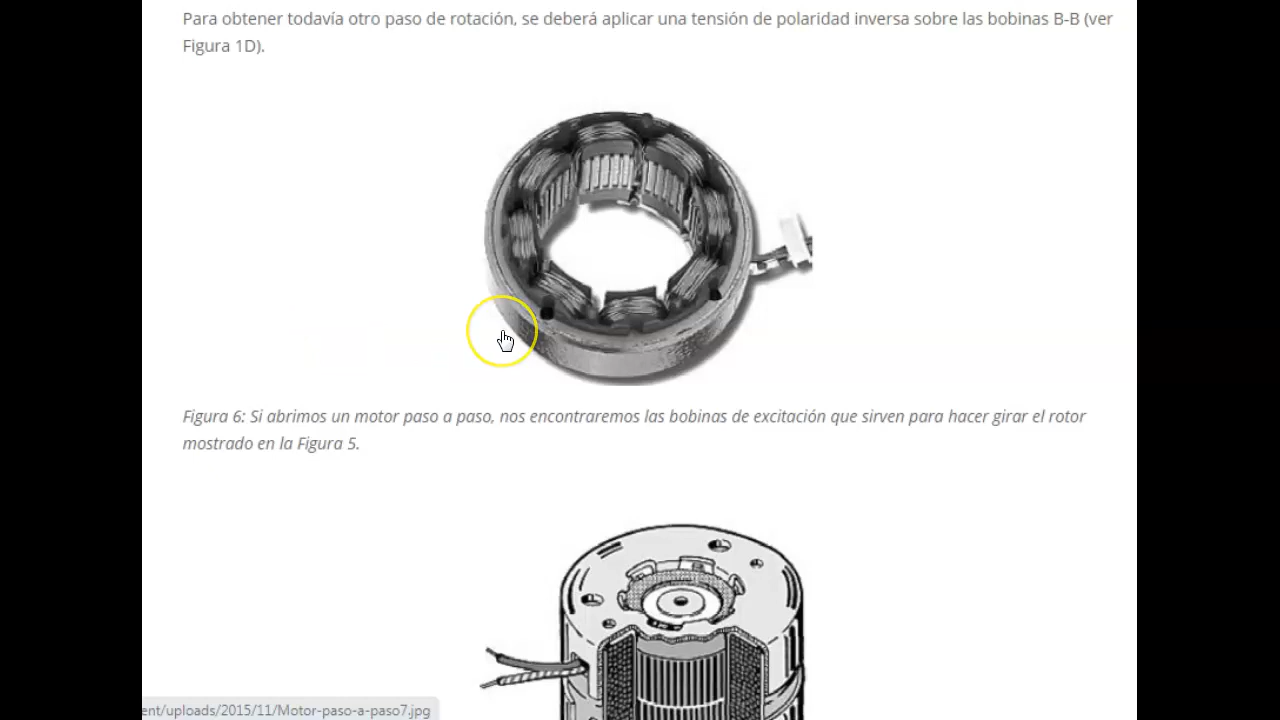 Para obtener todavía otro paso de rotación, se deberá aplicar una tensión de polaridad inversa sobre las bobinas B-B (ver
Figura 1D).
Figura 6: Si abrimos un motor paso a paso, nos encontraremos las bobinas de excitación que sirven para hacer girar el rotor
mostrado en la Figura 5.
ent/uploads/2015/11/Motor-paso-a-paso7.jpg